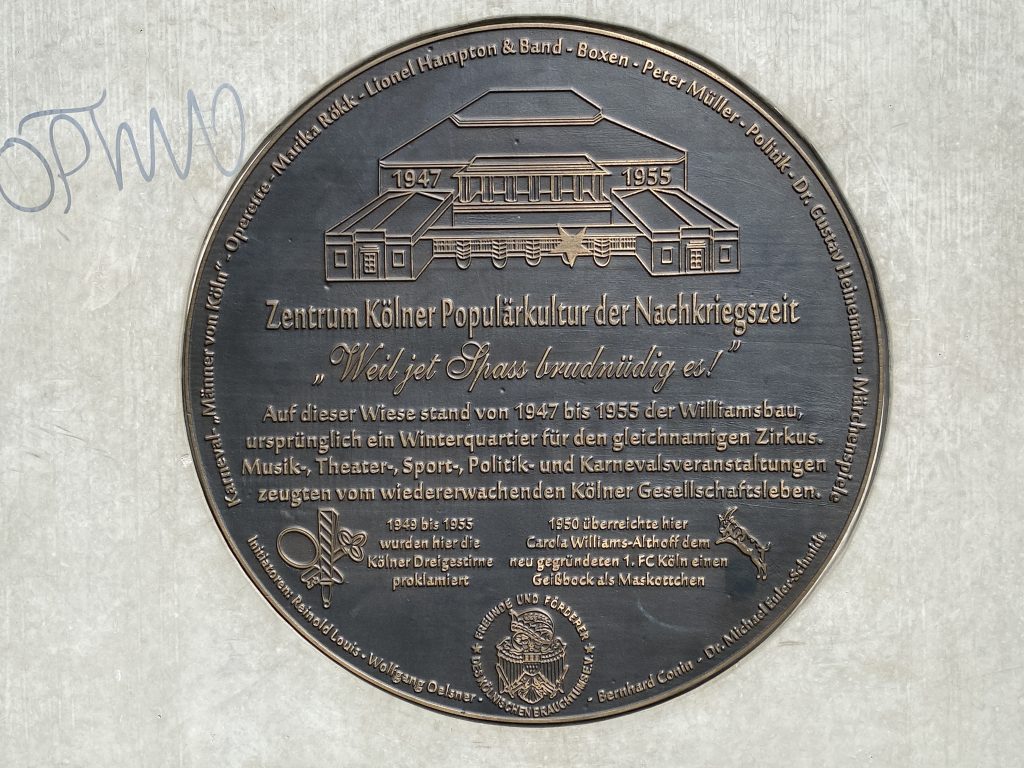 Karneval- „Männer von Köln“ - Operette - Marika Rökk - Lionel Hampton & Band - Boxen - Peter Müller - Politik - Dr. Gustav Heinemann - Märchenspiele
1947 1955
Zentrum Kölner Populärkultur der Nachkriegszeit
„Weil jet Spass brudnüdig es!”
Auf dieser Wiese stand von 1947 bis 1955 der Williamsbau,
ursprünglich ein Winterquartier für den gleichnamigen Zirkus.
Musik-, Theater-, Sport-, Politik- und Karnevalsveranstaltungen
zeugten vom wiedererwachenden Kölner Gesellschaftsleben.
1949 bis 1955
wurden hier die
Kölner Dreigestirne
proklamiert
1950 überreichte hier
Carola Williams-Althoff dem
neu gegründeten 1. FC Köln einen
Geißbock als Maskottchen
FREUNDE UND FÖRDERER
DES KÖLNISCHEN BRAUCHTUMS E.V.
Initiatoren: Reinold Louis - Wolfgang Oelsner - Bernhard Conin - Dr. Michael Euler-Schmidt